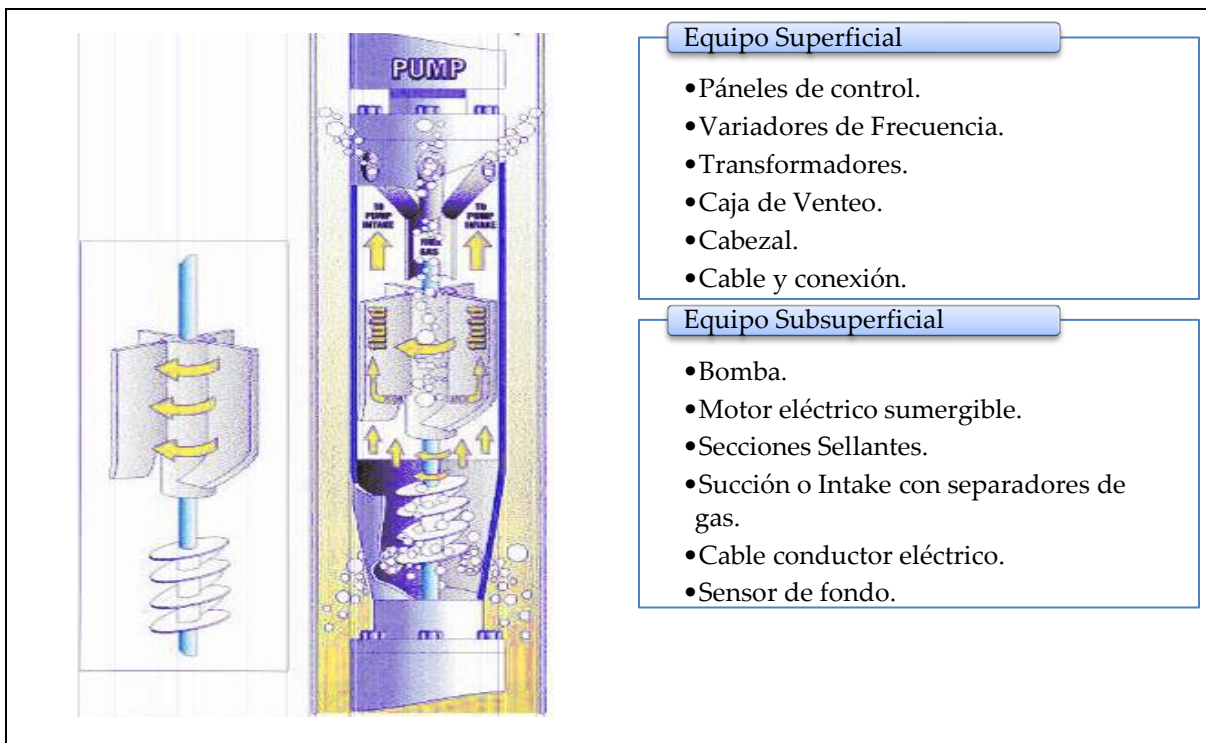 PUMP
TO
PUMP
INTAKE
TO
PUMP
INTAKE
GAS
Equipo Superficial
•Páneles de control.
•Variadores de Frecuencia.
•Transformadores.
•Caja de Venteo.
•Cabezal.
•Cable y conexión.
Equipo Subsuperficial
•Bomba.
•Motor eléctrico sumergible.
•Secciones Sellantes.
•Succión o Intake con separadores de
gas.
•Cable conductor eléctrico.
•Sensor de fondo.